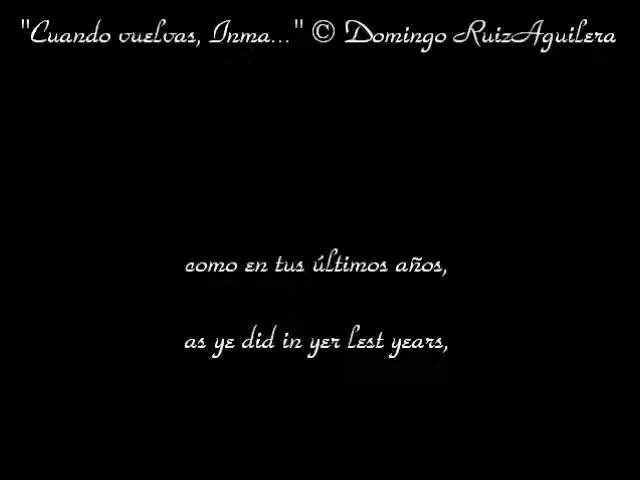 "Cuando vuelvas, Inma..." © Domingo RuizAguilera
como en tus últimos años,
as ye did in yer lest years,